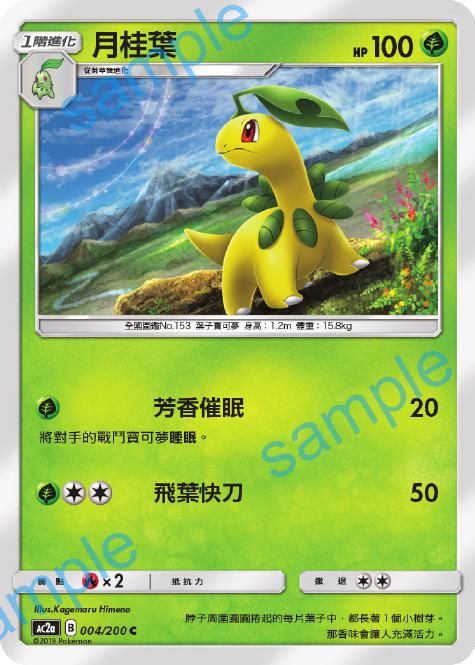 1階進化
月桂葉
HP 100
從菊草葉進化
sample
全國圖鑑No.153 葉子寶可夢 身高：1.2m 體重：15.8kg
芳香催眠 20
將對手的戰鬥寶可夢睡眠。
sample
飛葉快刀 50
弱點 ×2 抵抗力 撤退
sample
Illus.Kagemaru Himeno
AC2a B 004/200 C
©2019 Pokémon
脖子周圍圓圓捲起的每片葉子中，都長著1個小樹芽。
那香味會讓人充滿活力。